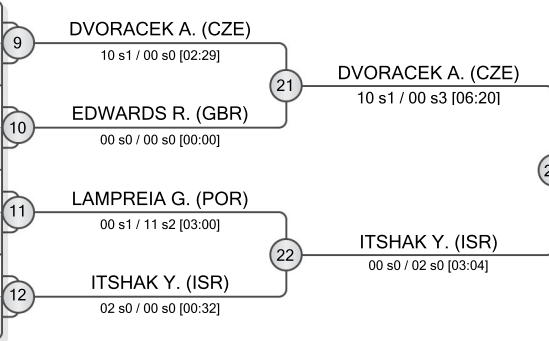 DVORACEK A. (CZE)
9
10 s1 / 00 s0 [02:29]
21
DVORACEK A. (CZE)
10 s1 / 00 s3 [06:20]
EDWARDS R. (GBR)
10
00 s0 / 00 s0 [00:00]
LAMPREIA G. (POR)
11
00 s1 / 11 s2 [03:00]
22
ITSHAK Y. (ISR)
00 s0 / 02 s0 [03:04]
ITSHAK Y. (ISR)
12
02 s0 / 00 s0 [00:32]